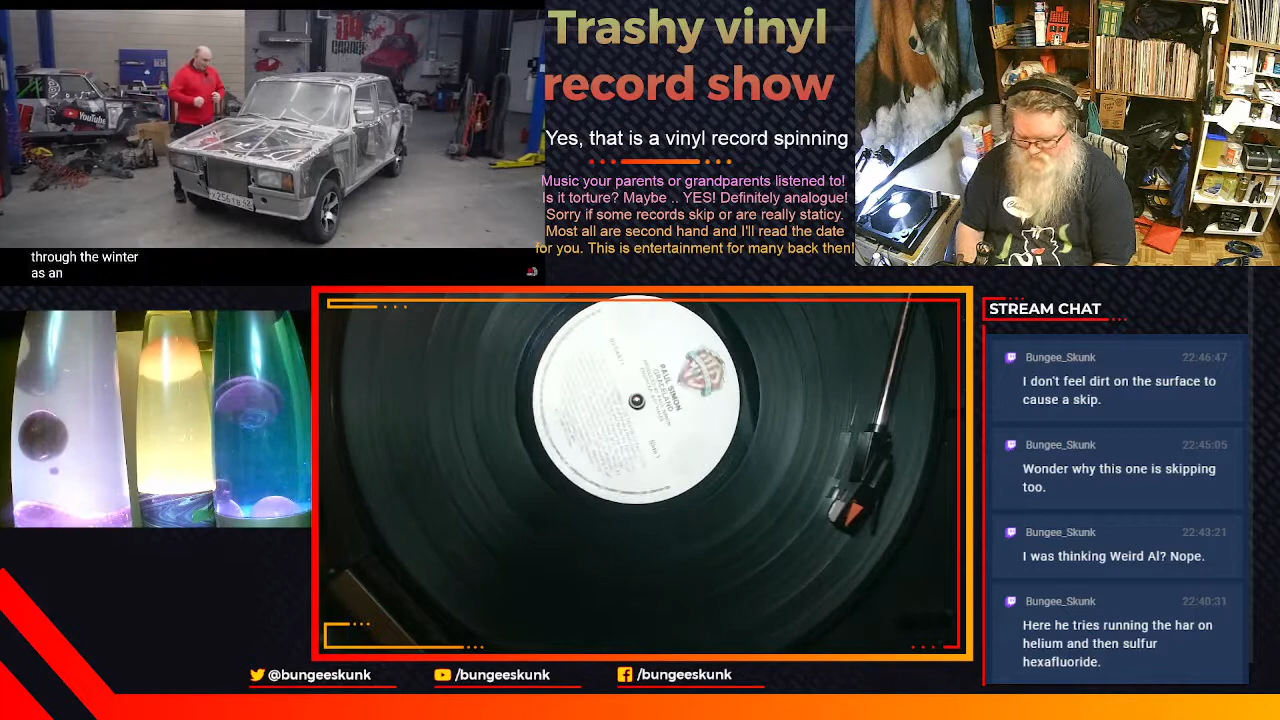 GARAGE
YouTube
through the winter
as an
Trashy vinyl
record show
Yes, that is a vinyl record spinning
Music your parents or grandparents listened to!
Is it torture? Maybe .. YES! Definitely analogue!
Sorry if some records skip or are really staticy.
Most all are second hand and I'll read the date
for you. This is entertainment for many back then!
PAUL SIMON
GRACELAND
Side 1
STREAM CHAT
Bungee_Skunk 22:46:47
I don't feel dirt on the surface to
cause a skip.
Bungee_Skunk 22:45:05
Wonder why this one is skipping
too.
Bungee_Skunk 22:43:21
I was thinking Weird Al? Nope.
Bungee_Skunk 22:40:31
Here he tries running the har on
helium and then sulfur
hexafluoride.
@bungeeskunk
/bungeeskunk
/bungeeskunk